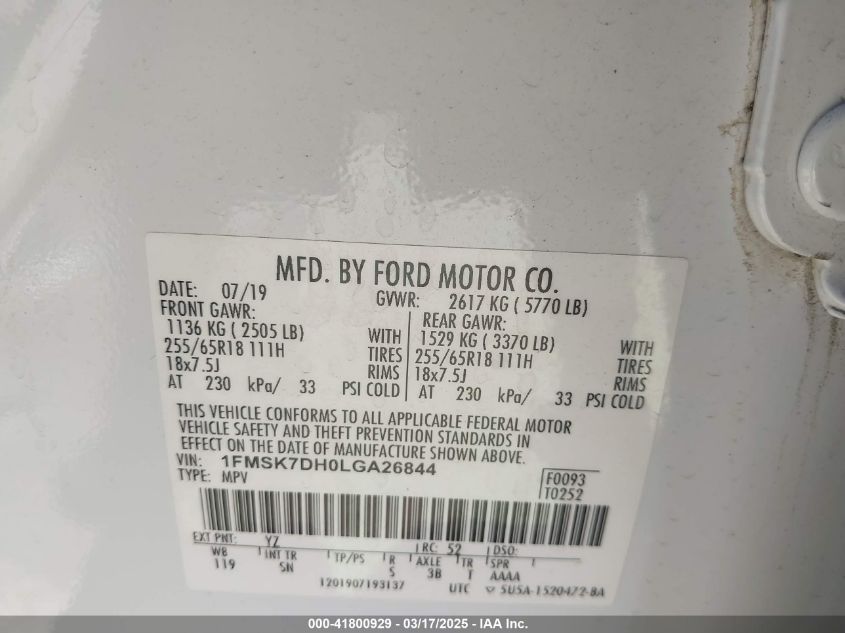 MFD. BY FORD MOTOR CO.
DATE: 07/19 GVWR: 2617 KG ( 5770 LB)
FRONT GAWR: REAR GAWR:
1136 KG ( 2505 LB) WITH 1529 KG ( 3370 LB) WITH
255/65R18 111H TIRES 255/65R18 111H TIRES
18x7.5J RIMS 18x7.5J RIMS
AT 230 kPa/ 33 PSI COLD AT 230 kPa/ 33 PSI COLD
THIS VEHICLE CONFORMS TO ALL APPLICABLE FEDERAL MOTOR
VEHICLE SAFETY AND THEFT PREVENTION STANDARDS IN
EFFECT ON THE DATE OF MANUFACTURE SHOWN ABOVE.
VIN: 1FMSK7DH0LGA26844 F0093
TYPE: MPV T0252
EXT PNT: YZ RC: 52 DSO:
WB INT TR TP/PS R AXLE TR SPR
119 SN S 3B T AAAA
1201907193137 UTC 5U5A-1520472-BA
000-41800929 - 03/17/2025 - IAA Inc.